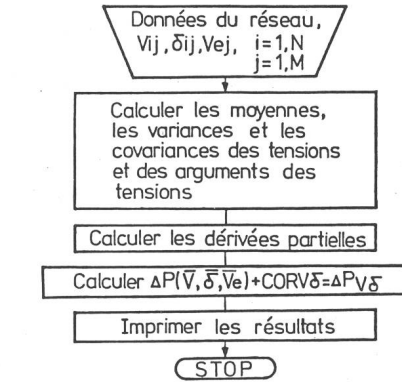 Données du réseau,
Vij, δij, Vej, i=1,N
j=1,M
Calculer les moyennes,
les variances et les
covariances des tensions
et des arguments des
tensions
Calculer les dérivées partielles
Calculer ΔP(V̅,δ̅,V̅e)+CORVδ=ΔPVδ
Imprimer les résultats
STOP